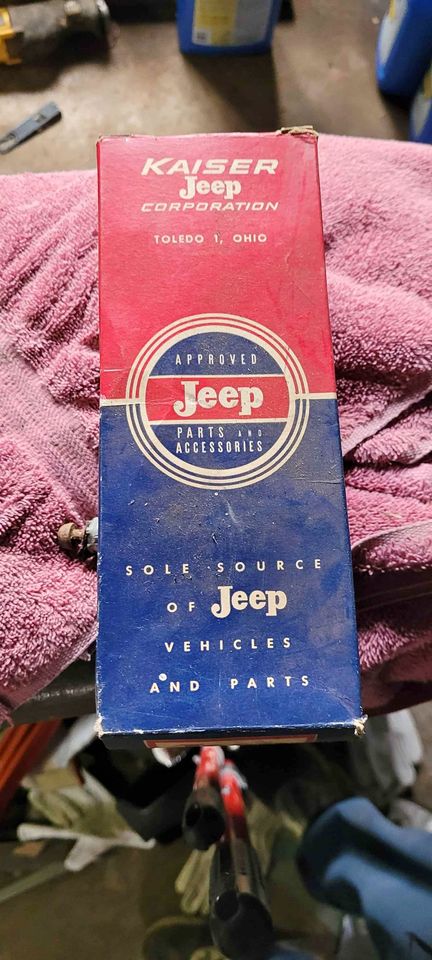 KAISER
Jeep
CORPORATION
TOLEDO 1, OHIO
APPROVED
Jeep
PARTS AND
ACCESSORIES
SOLE SOURCE
OF Jeep
VEHICLES
AND PARTS